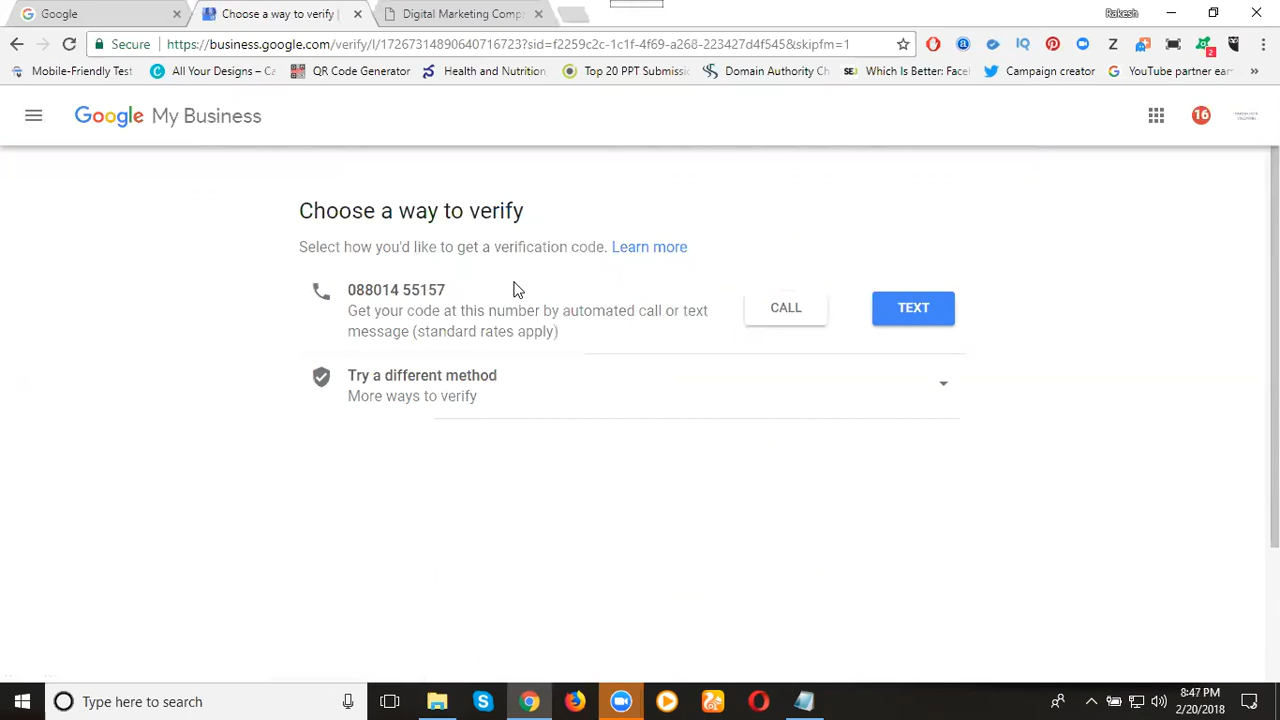 Google
Choose a way to verify
Digital Marketing Comp
Rakesh
Secure
https://business.google.com/verify/l/17267314890640716723?sid=f2259c2c-1c1f-4f69-a268-223427d4f545&skipfm=1
Mobile-Friendly Test
All Your Designs – Ca
QR Code Generator
Health and Nutrition
Top 20 PPT Submissi
Domain Authority Ch
Which Is Better: Facel
Campaign creator
YouTube partner ear
Google My Business
16
Choose a way to verify
Select how you'd like to get a verification code. Learn more
088014 55157
Get your code at this number by automated call or text
message (standard rates apply)
CALL
TEXT
Try a different method
More ways to verify
Type here to search
8:47 PM
2/20/2018